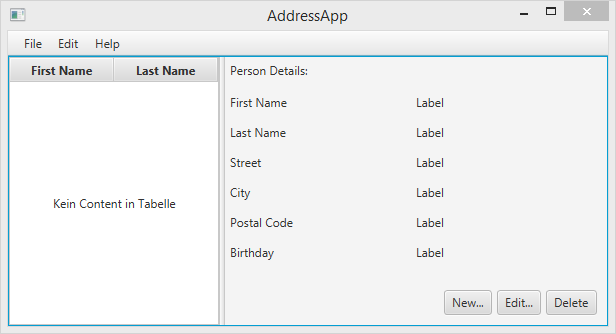 AddressApp
File Edit Help
First Name Last Name
Kein Content in Tabelle
Person Details:
First Name Label
Last Name Label
Street Label
City Label
Postal Code Label
Birthday Label
New... Edit... Delete